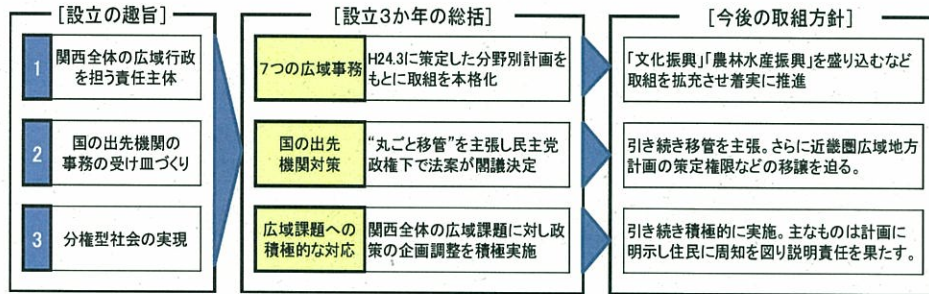 [設立の趣旨]
1
関西全体の広域行政
を担う責任主体
2
国の出先機関の
事務の受け皿づくり
3
分権型社会の実現
[設立3か年の総括]
7つの広域事務
H24.3に策定した分野別計画を
もとに取組を本格化
国の出先
機関対策
“丸ごと移管”を主張し民主党
政権下で法案が閣議決定
広域課題への
積極的な対応
関西全体の広域課題に対し政
策の企画調整を積極実施
[今後の取組方針]
「文化振興」「農林水産振興」を盛り込むなど
取組を拡充させ着実に推進
引き続き移管を主張。さらに近畿圏広域地方
計画の策定権限などの移譲を迫る。
引き続き積極的に実施。主なものは計画に
明示し住民に周知を図り説明責任を果たす。